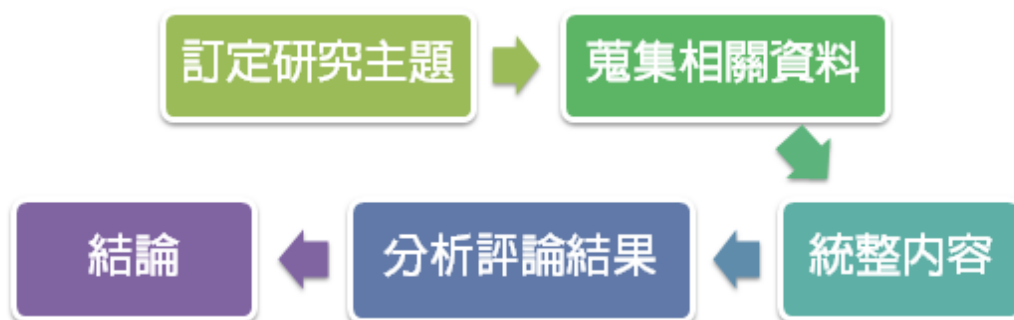 訂定研究主題
蒐集相關資料
統整内容
分析評論結果
結論